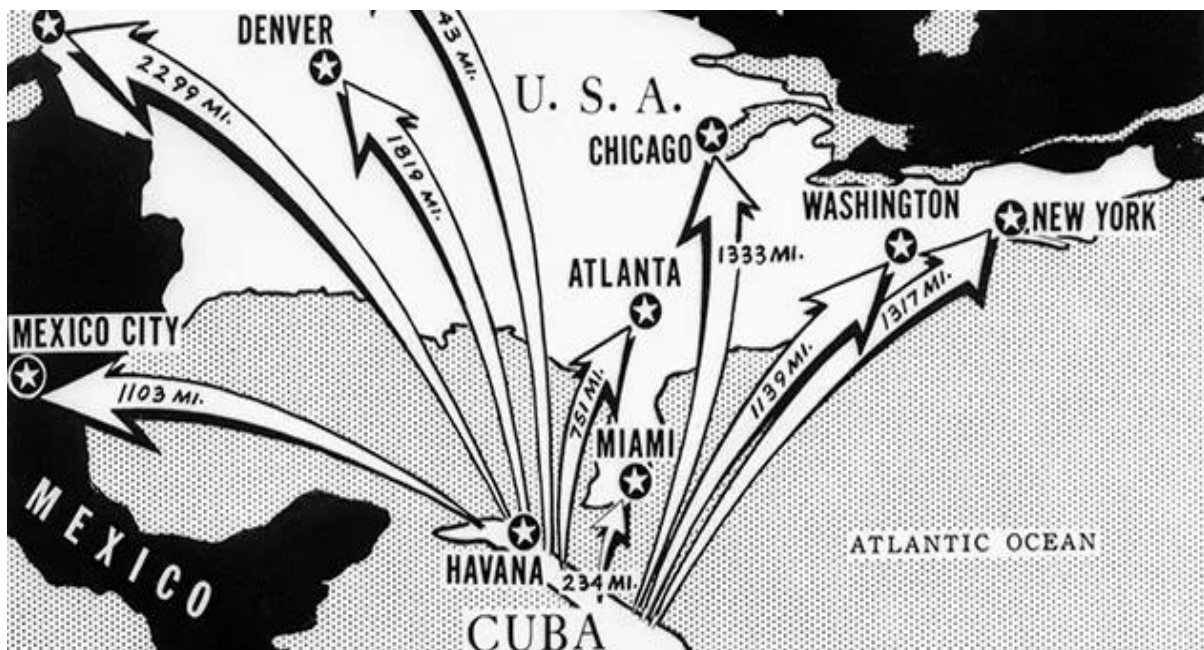 DENVER
43 MI.
2299 MI.
U. S. A.
1819 MI.
CHICAGO
WASHINGTON
NEW YORK
1333 MI.
ATLANTA
1317 MI.
MEXICO CITY
1103 MI.
1139 MI.
751 MI.
MIAMI
MEXICO
HAVANA
234 MI.
ATLANTIC OCEAN
CUBA